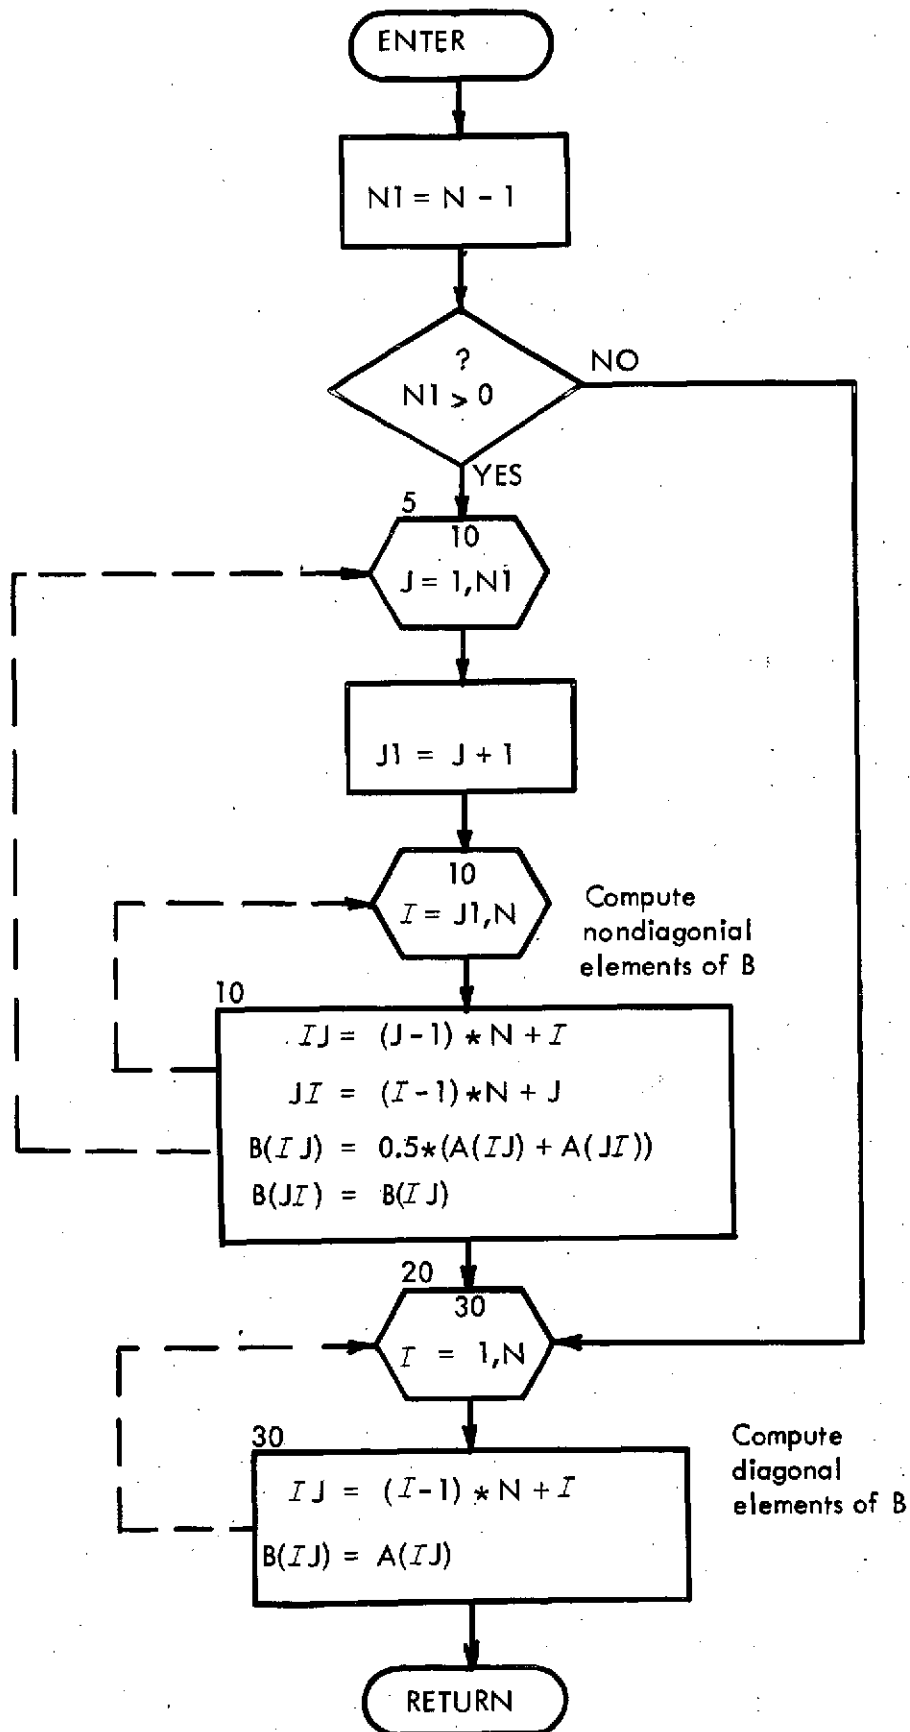 ENTER
N1 = N - 1
?
N1 > 0
NO
YES
5
10
J = 1,N1
J1 = J + 1
10
I = J1,N
Compute
nondiagonial
elements of B
10
IJ = (J-1) * N + I
JI = (I-1) * N + J
B(IJ) = 0.5*(A(IJ) + A(JI))
B(JI) = B(IJ)
20
30
I = 1,N
Compute
diagonal
elements of B
30
IJ = (I-1) * N + I
B(IJ) = A(IJ)
RETURN